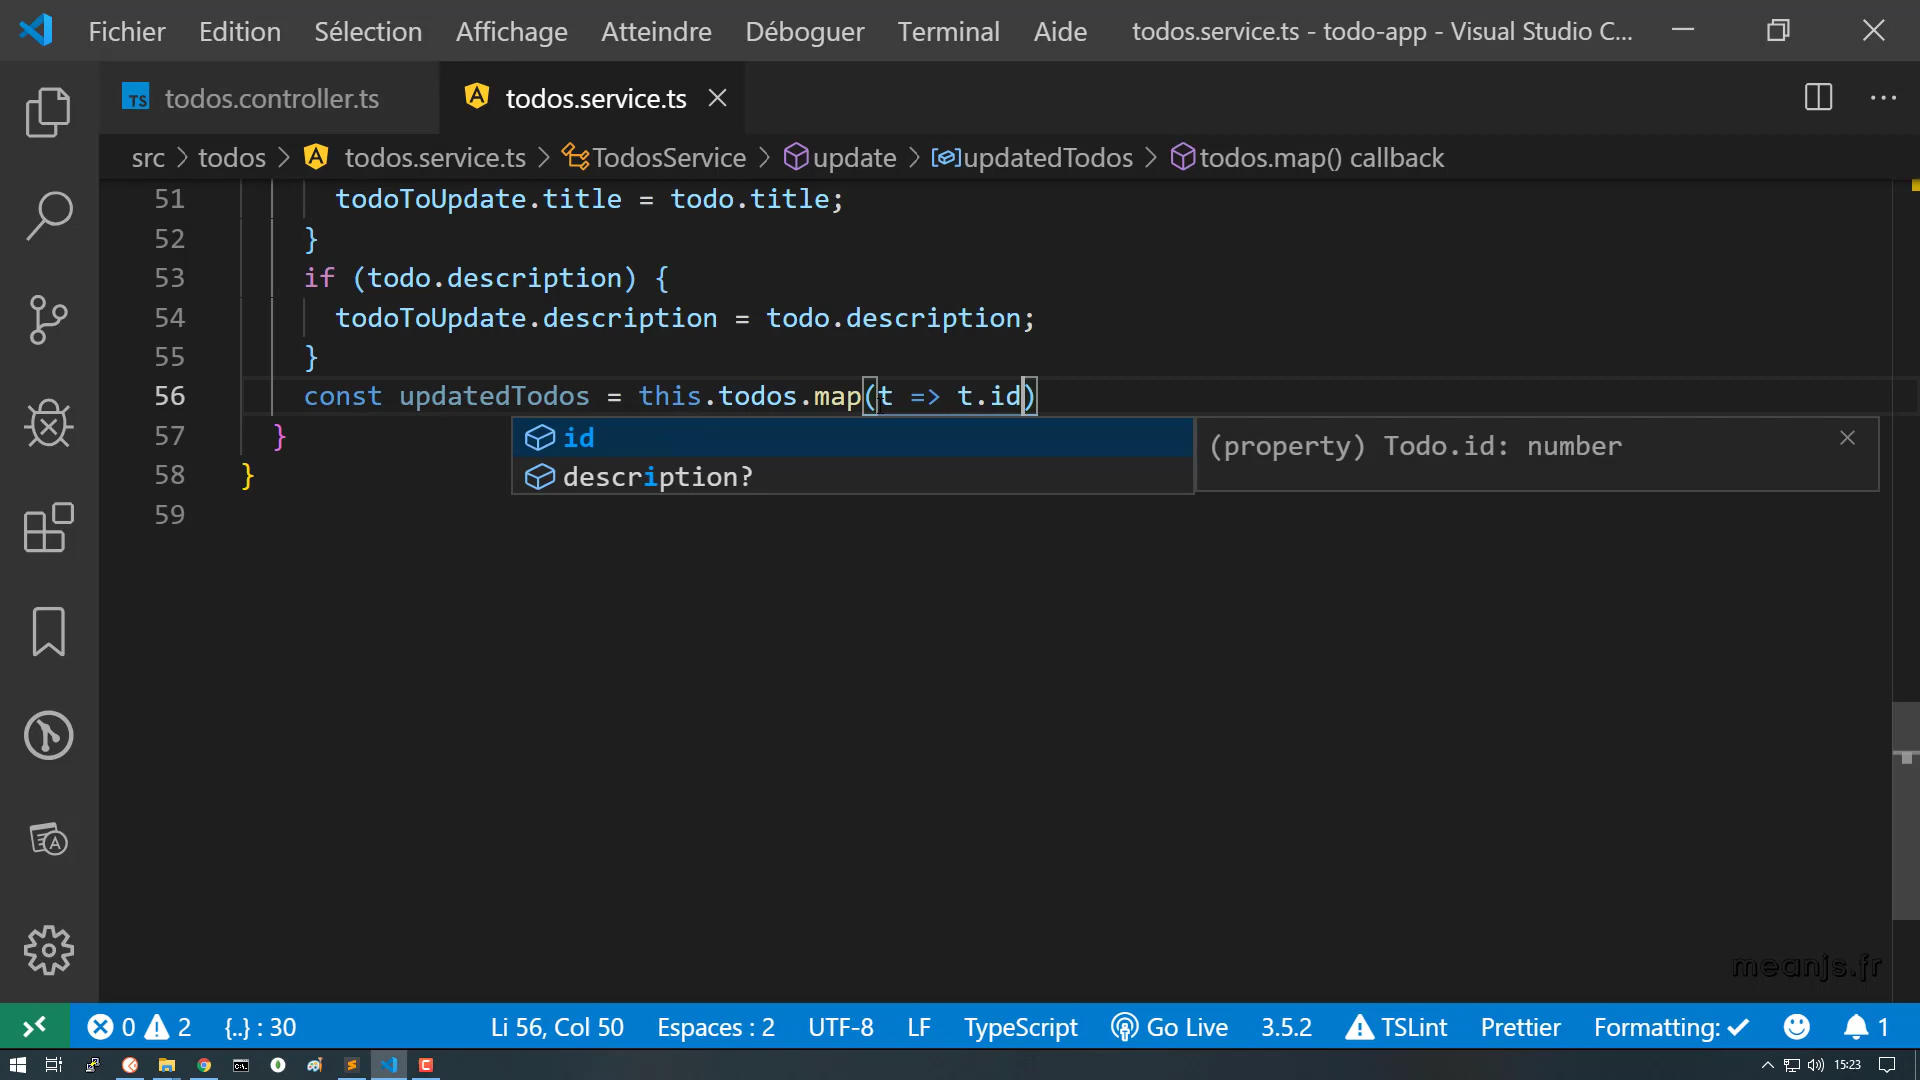 Fichier Edition Sélection Affichage Atteindre Déboguer Terminal Aide todos.service.ts - todo-app - Visual Studio C...
TS todos.controller.ts todos.service.ts
src > todos > todos.service.ts > TodosService > update > updatedTodos > todos.map() callback
51 todoToUpdate.title = todo.title;
52 }
53 if (todo.description) {
54 todoToUpdate.description = todo.description;
55 }
56 const updatedTodos = this.todos.map(t => t.id)
57 }
id
(property) Todo.id: number
58 }
description?
59
meanjs.fr
0 2 {..} : 30 Li 56, Col 50 Espaces : 2 UTF-8 LF TypeScript Go Live 3.5.2 TSLint Prettier Formatting: 1
15:23